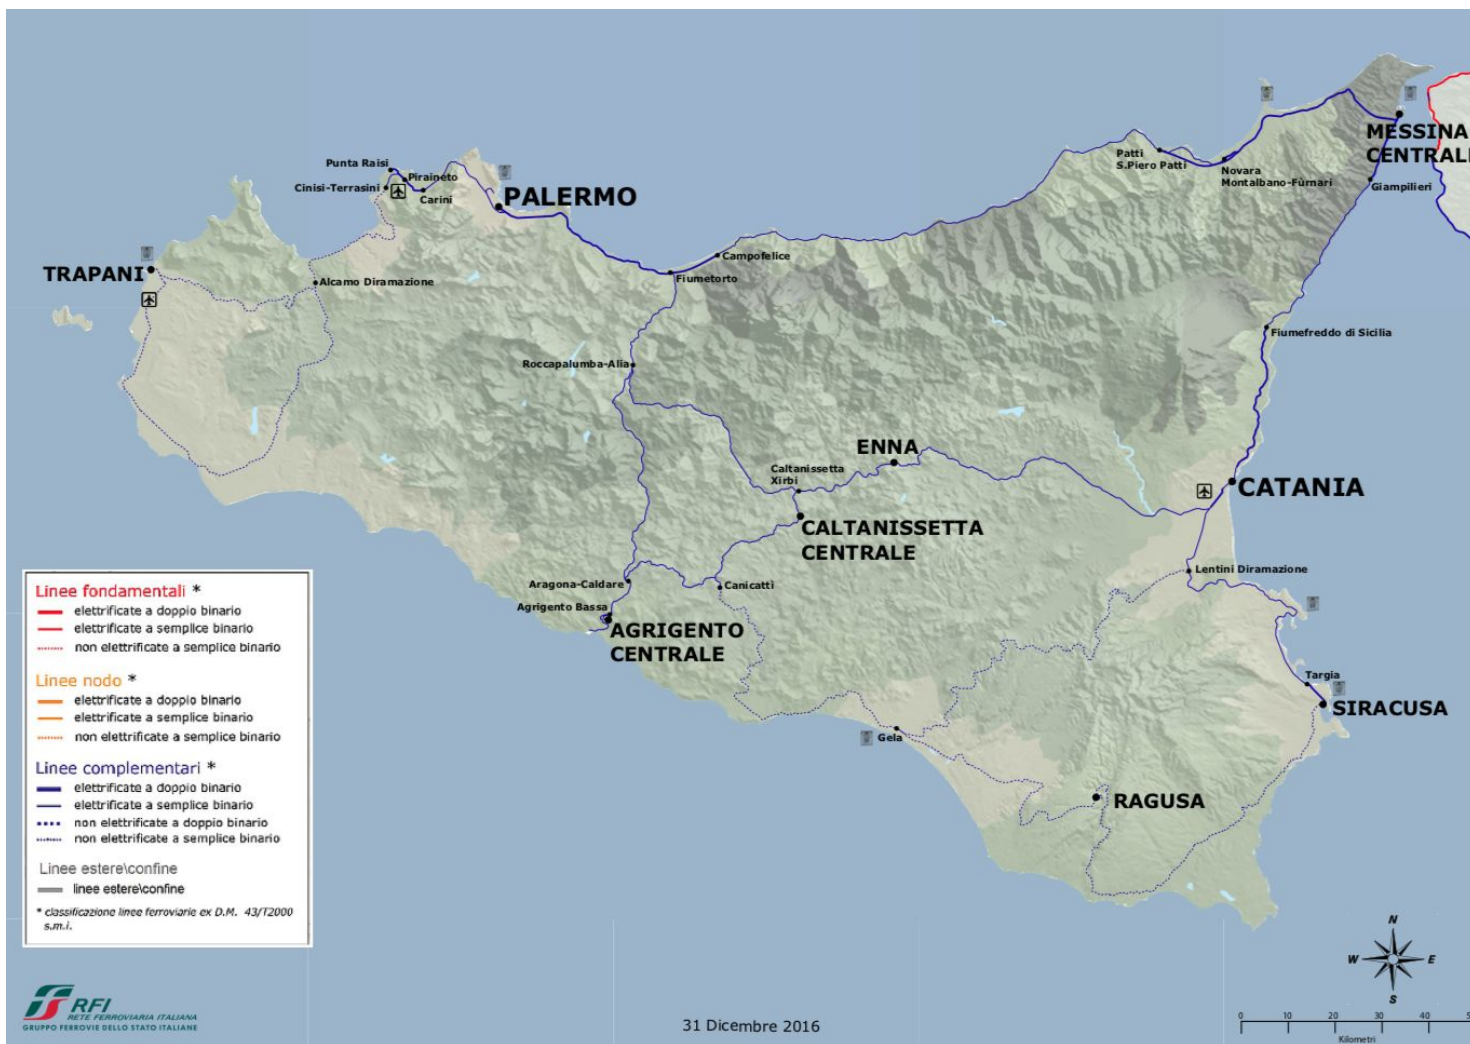 Punta Raisi
Piraineto
Cinisi-Terrasini
Carini
PALERMO
TRAPANI
Alcamo Diramazione
Campofelice
Fiumetorto
Roccapalumba-Alia
Patti
S.Piero Patti
Novara
Montalbano-Fùrnari
MESSINA
CENTRALE
Giampilieri
Fiumefreddo di Sicilia
ENNA
Caltanissetta
Xirbi
CATANIA
CALTANISSETTA
CENTRALE
Aragona-Caldare
Canicattì
Lentini Diramazione
Agrigento Bassa
AGRIGENTO
CENTRALE
Targia
SIRACUSA
Gela
RAGUSA
Linee fondamentali *
elettrificate a doppio binario
elettrificate a semplice binario
non elettrificate a semplice binario
Linee nodo *
elettrificate a doppio binario
elettrificate a semplice binario
non elettrificate a semplice binario
Linee complementari *
elettrificate a doppio binario
elettrificate a semplice binario
non elettrificate a doppio binario
non elettrificate a semplice binario
Linee estere\confine
linee estere\confine
* classificazione linee ferroviarie ex D.M. 43/T2000
s.m.i.
RFI
RETE FERROVIARIA ITALIANA
GRUPPO FERROVIE DELLO STATO ITALIANE
31 Dicembre 2016
N
W E
S
0 10 20 30 40
Kilometri